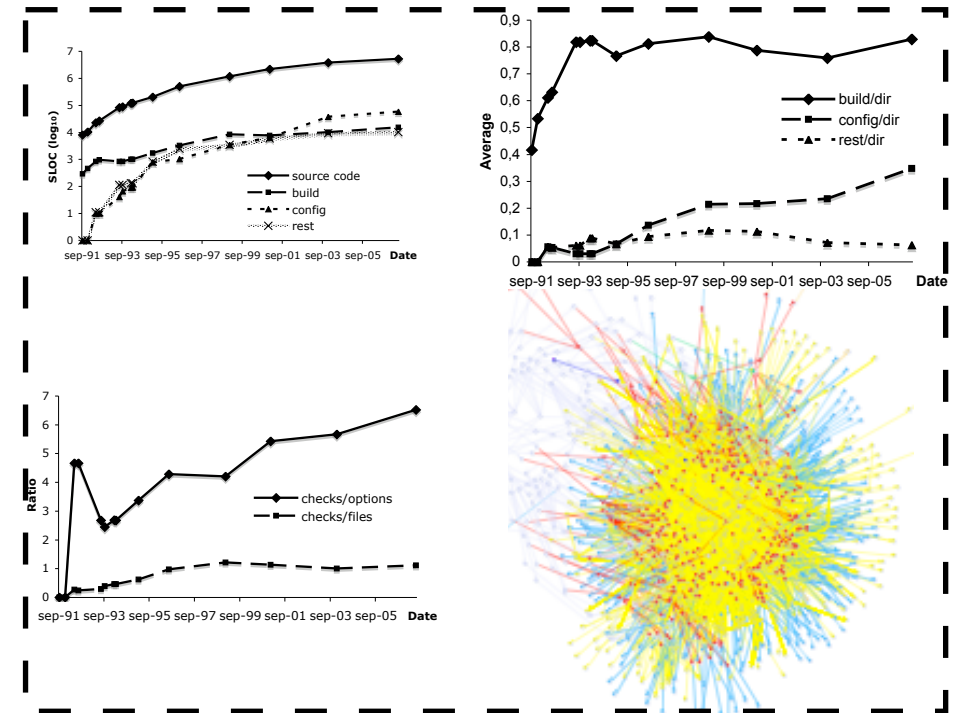 7
6
5
4
3
2
1
0
SLOC (log₁₀)
source code
build
config
rest
sep-91 sep-93 sep-95 sep-97 sep-99 sep-01 sep-03 sep-05 Date
0,9
0,8
0,7
0,6
0,5
0,4
0,3
0,2
0,1
0
Average
build/dir
config/dir
rest/dir
sep-91 sep-93 sep-95 sep-97 sep-99 sep-01 sep-03 sep-05 Date
7
6
5
4
3
2
1
0
Ratio
checks/options
checks/files
sep-91 sep-93 sep-95 sep-97 sep-99 sep-01 sep-03 sep-05 Date